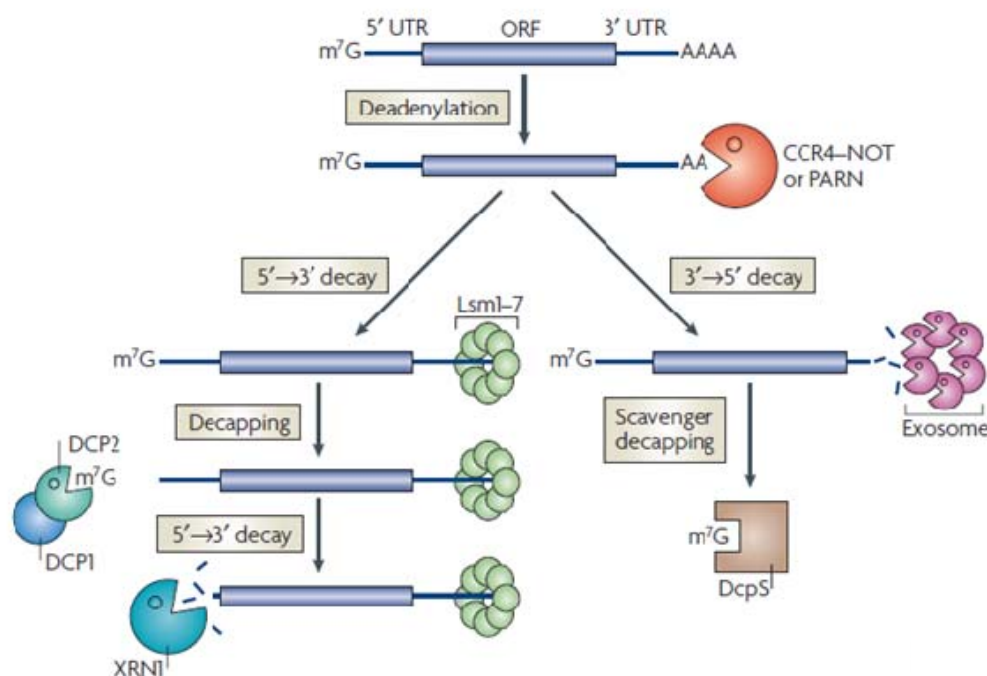 5′ UTR ORF 3′ UTR
m⁷G AAAA
Deadenylation
m⁷G AA
CCR4–NOT
or PARN
5′→3′ decay
3′→5′ decay
Lsm1–7
m⁷G
m⁷G
Decapping
Scavenger
decapping
Exosome
DCP2
m⁷G
DCP1
5′→3′ decay
m⁷G
DcpS
XRN1